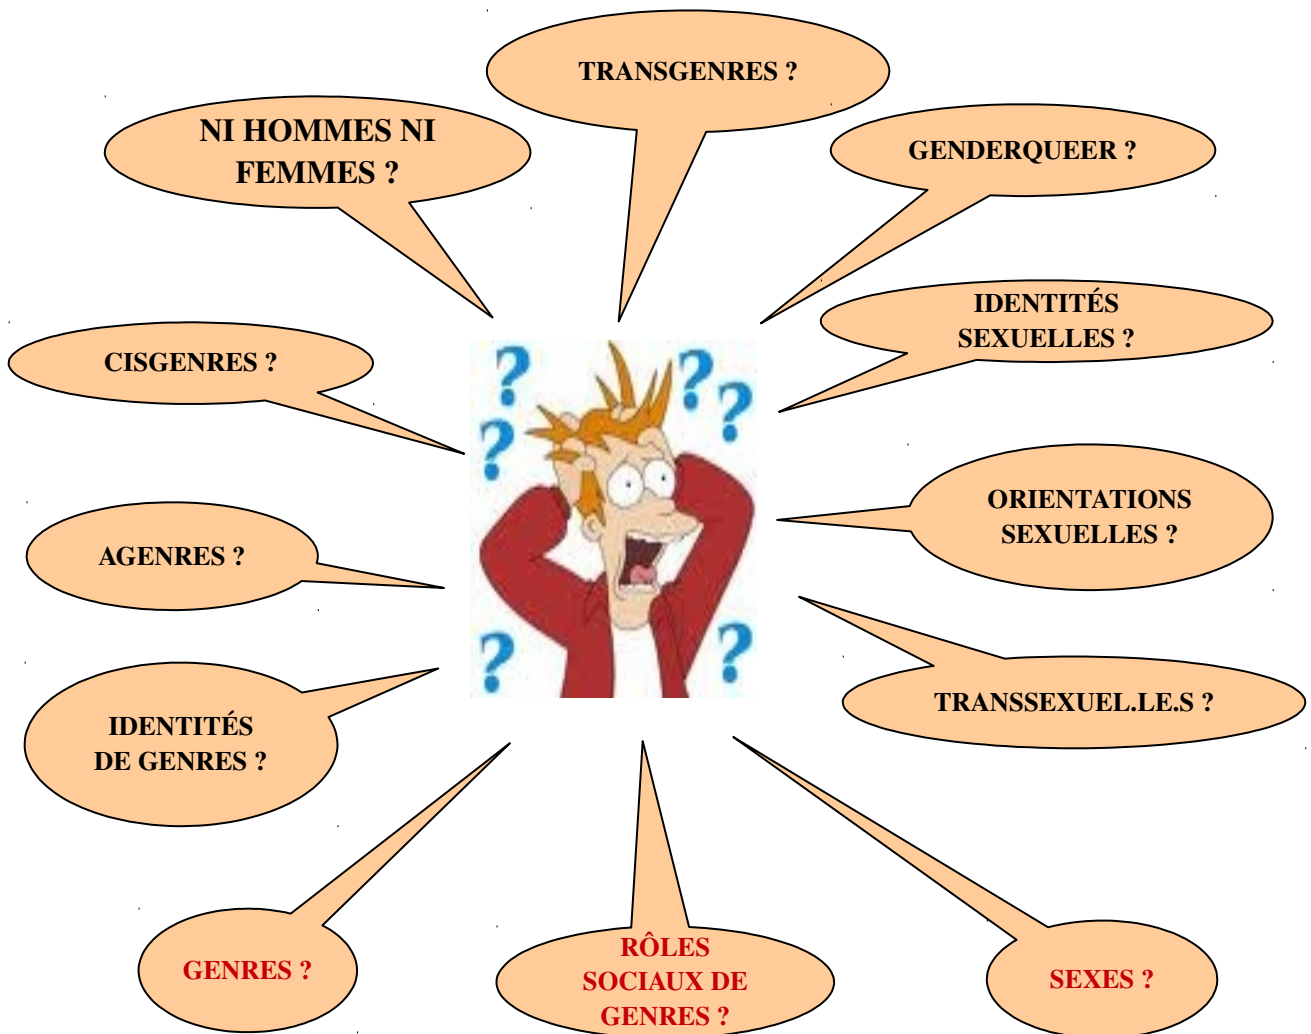 TRANSGENRES ?
NI HOMMES NI
FEMMES ?
GENDERQUEER ?
IDENTITÉS
SEXUELLES ?
CISGENRES ?
? ? ? ?
ORIENTATIONS
SEXUELLES ?
AGENRES ?
? ?
IDENTITÉS
DE GENRES ?
TRANSSEXUEL.LE.S ?
GENRES ?
RÔLES
SOCIAUX DE
GENRES ?
SEXES ?